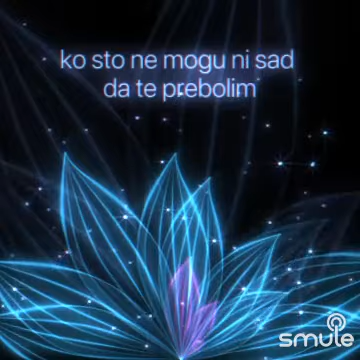 ko sto ne mogu ni sad
da te prebolim
smule